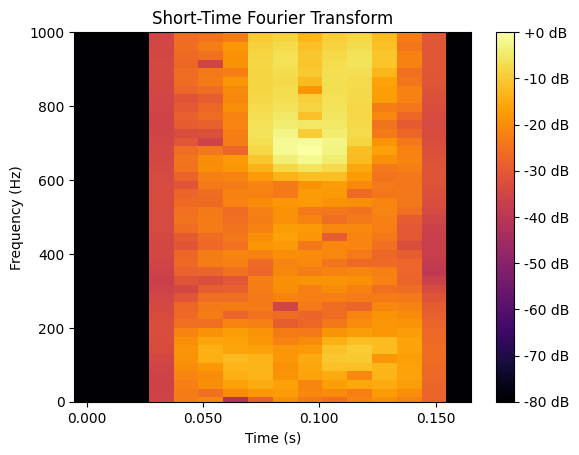 Short-Time Fourier Transform
1000
800
600
400
200
0
Frequency (Hz)
0.000
0.050
0.100
0.150
Time (s)
+0 dB
-10 dB
-20 dB
-30 dB
-40 dB
-50 dB
-60 dB
-70 dB
-80 dB